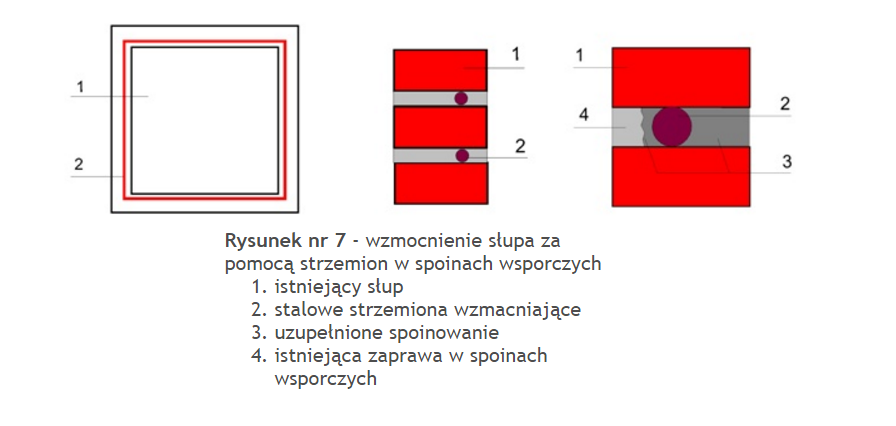 1
2
1
2
1
4
2
3
Rysunek nr 7 - wzmocnienie słupa za
pomocą strzemion w spoinach wsporczych
1. istniejący słup
2. stalowe strzemiona wzmacniające
3. uzupełnione spoinowanie
4. istniejąca zaprawa w spoinach
wsporczych